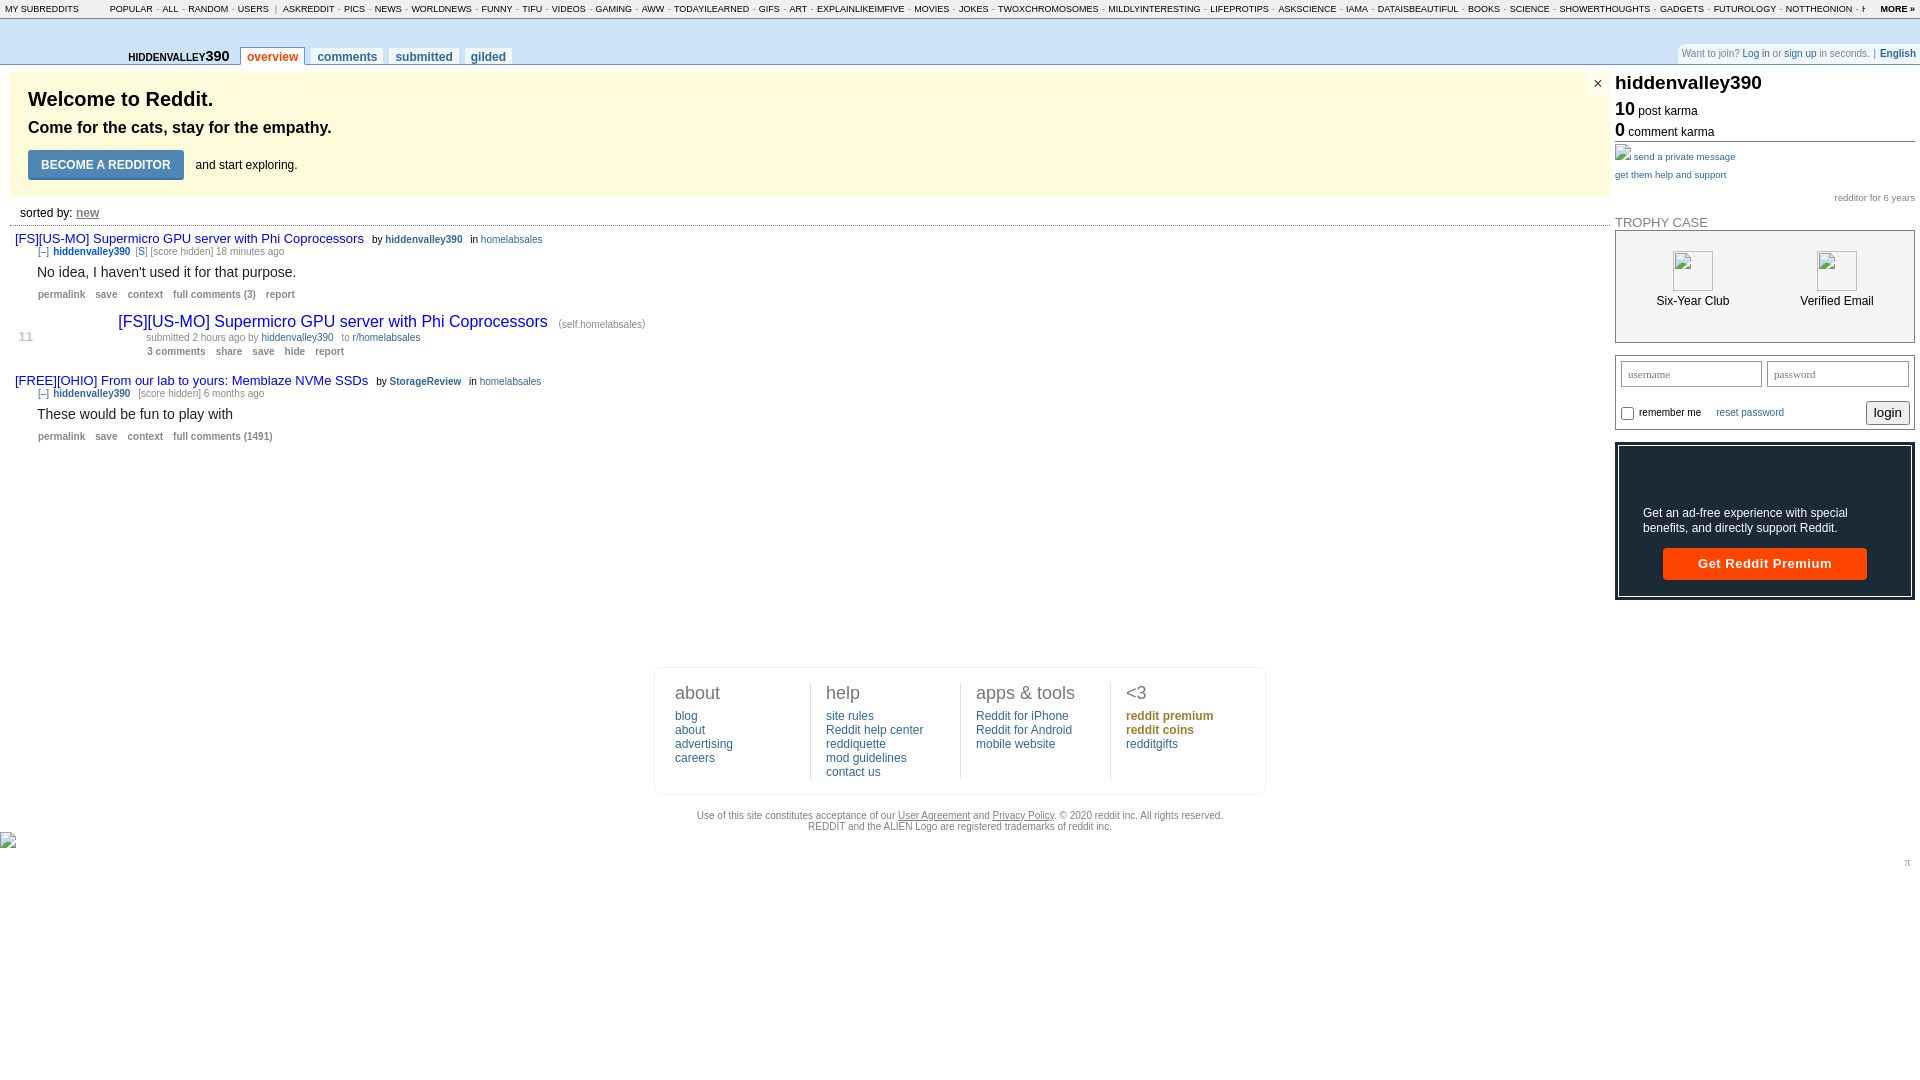 MY SUBREDDITS POPULAR - ALL - RANDOM - USERS | ASKREDDIT - PICS - NEWS - WORLDNEWS - FUNNY - TIFU - VIDEOS - GAMING - AWW - TODAYILEARNED - GIFS - ART - EXPLAINLIKEIMFIVE - MOVIES - JOKES - TWOXCHROMOSOMES - MILDLYINTERESTING - LIFEPROTIPS - ASKSCIENCE - IAMA - DATAISBEAUTIFUL - BOOKS - SCIENCE - SHOWERTHOUGHTS - GADGETS - FUTUROLOGY - NOTTHEONION - MORE »
HIDDENVALLEY390 overview comments submitted gilded
Want to join? Log in or sign up in seconds. | English
×
Welcome to Reddit.
Come for the cats, stay for the empathy.
BECOME A REDDITOR and start exploring.
sorted by: new
[FS][US-MO] Supermicro GPU server with Phi Coprocessors by hiddenvalley390 in homelabsales
[–] hiddenvalley390 [S] [score hidden] 18 minutes ago
No idea, I haven't used it for that purpose.
permalink save context full comments (3) report
11
[FS][US-MO] Supermicro GPU server with Phi Coprocessors (self.homelabsales)
submitted 2 hours ago by hiddenvalley390 to r/homelabsales
3 comments share save hide report
[FREE][OHIO] From our lab to yours: Memblaze NVMe SSDs by StorageReview in homelabsales
[–] hiddenvalley390 [score hidden] 6 months ago
These would be fun to play with
permalink save context full comments (1491)
hiddenvalley390
10 post karma
0 comment karma
send a private message
get them help and support
redditor for 6 years
TROPHY CASE
Six-Year Club Verified Email
username password
remember me reset password login
Get an ad-free experience with special
benefits, and directly support Reddit.
Get Reddit Premium
about
blog
about
advertising
careers
help
site rules
Reddit help center
reddiquette
mod guidelines
contact us
apps & tools
Reddit for iPhone
Reddit for Android
mobile website
<3
reddit premium
reddit coins
redditgifts
Use of this site constitutes acceptance of our User Agreement and Privacy Policy. © 2020 reddit inc. All rights reserved.
REDDIT and the ALIEN Logo are registered trademarks of reddit inc.
π